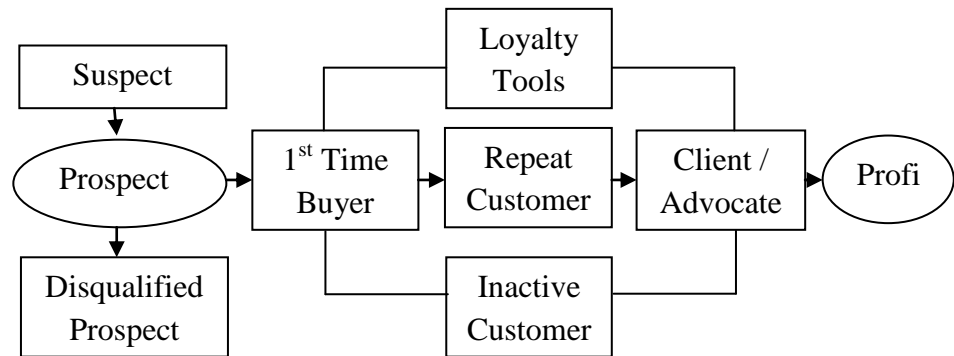 Suspect
Prospect
Disqualified
Prospect
1st Time
Buyer
Loyalty
Tools
Repeat
Customer
Inactive
Customer
Client /
Advocate
Profi